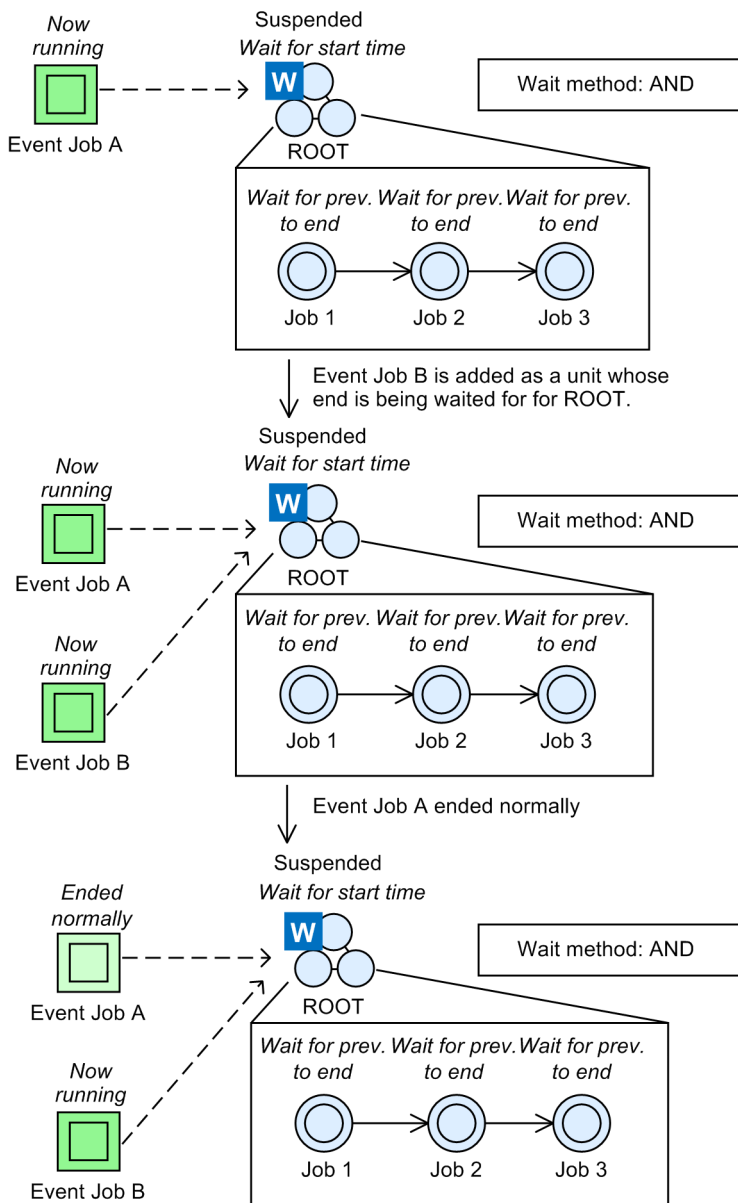 Now
running
Suspended
Wait for start time
W
Wait method: AND
Event Job A
ROOT
Wait for prev. Wait for prev. Wait for prev.
to end to end to end
Job 1 Job 2 Job 3
Event Job B is added as a unit whose
end is being waited for for ROOT.
Suspended
Wait for start time
Now
running
W
Wait method: AND
Event Job A
ROOT
Wait for prev. Wait for prev. Wait for prev.
to end to end to end
Now
running
Job 1 Job 2 Job 3
Event Job B
Event Job A ended normally
Suspended
Wait for start time
Ended
normally
W
Wait method: AND
Event Job A
ROOT
Wait for prev. Wait for prev. Wait for prev.
to end to end to end
Now
running
Job 1 Job 2 Job 3
Event Job B